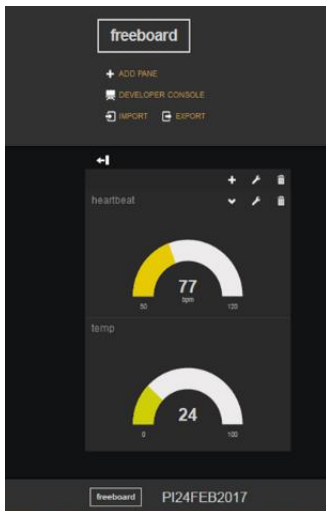 freeboard
ADD PANE
DEVELOPER CONSOLE
IMPORT EXPORT
heartbeat
77
bpm
50 120
temp
24
0 100
freeboard PI24FEB2017